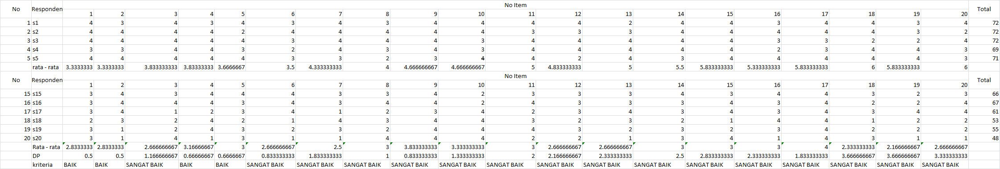 No Responden No Item Total
1 2 3 4 5 6 7 8 9 10 11 12 13 14 15 16 17 18 19 20
1 s1 4 3 4 3 4 3 4 3 4 4 4 4 2 4 4 3 4 4 3 4 72
2 s2 4 4 4 4 2 4 4 4 4 4 3 3 3 4 4 4 4 4 3 2 72
3 s3 4 4 4 4 4 3 4 4 4 3 4 4 4 4 4 3 3 2 2 4 72
4 s4 3 3 4 4 3 2 4 3 4 3 4 4 4 4 4 2 3 4 4 3 69
5 s5 4 4 4 4 4 3 3 2 3 4 4 2 4 3 4 4 4 4 4 3 71
rata - rata 3.3333333 3.3333333 3.833333333 3.83333333 3.6666667 3.5 4.333333333 4 4.666666667 4.666666667 5 4.833333333 5 5.5 5.833333333 5.333333333 5.833333333 6 5.833333333 6
No Responden No Item Total
1 2 3 4 5 6 7 8 9 10 11 12 13 14 15 16 17 18 19 20
15 s15 3 4 3 4 4 4 3 3 4 2 3 3 3 4 3 4 4 3 2 3 66
16 s16 3 4 4 4 3 4 3 4 4 2 4 3 3 3 4 3 4 2 2 4 67
17 s17 3 4 1 2 3 4 1 2 3 4 2 3 4 3 4 3 4 3 4 4 61
18 s18 2 3 2 4 2 1 4 3 4 4 3 2 3 2 1 4 4 1 2 2 53
19 s19 3 1 2 4 3 2 3 2 4 4 4 3 2 3 2 3 4 2 2 2 55
20 s20 3 1 4 1 3 1 1 4 4 4 2 2 1 3 4 1 4 3 1 1 48
Rata - rata 2.8333333 2.8333333 2.666666667 3.16666667 3 2.666666667 2.5 3 3.833333333 3.333333333 3 2.666666667 2.666666667 3 3 3 4 2.333333333 2.166666667 2.666666667
DP 0.5 0.5 1.166666667 0.66666667 0.6666667 0.833333333 1.833333333 1 0.833333333 1.333333333 2 2.166666667 2.333333333 2.5 2.833333333 2.333333333 1.833333333 3.666666667 3.666666667 3.333333333
kriteria BAIK BAIK SANGAT BAIK BAIK BAIK SANGAT BAIK SANGAT BAIK SANGAT BAIK SANGAT BAIK SANGAT BAIK SANGAT BAIK SANGAT BAIK SANGAT BAIK SANGAT BAIK SANGAT BAIK SANGAT BAIK SANGAT BAIK SANGAT BAIK SANGAT BAIK SANGAT BAIK